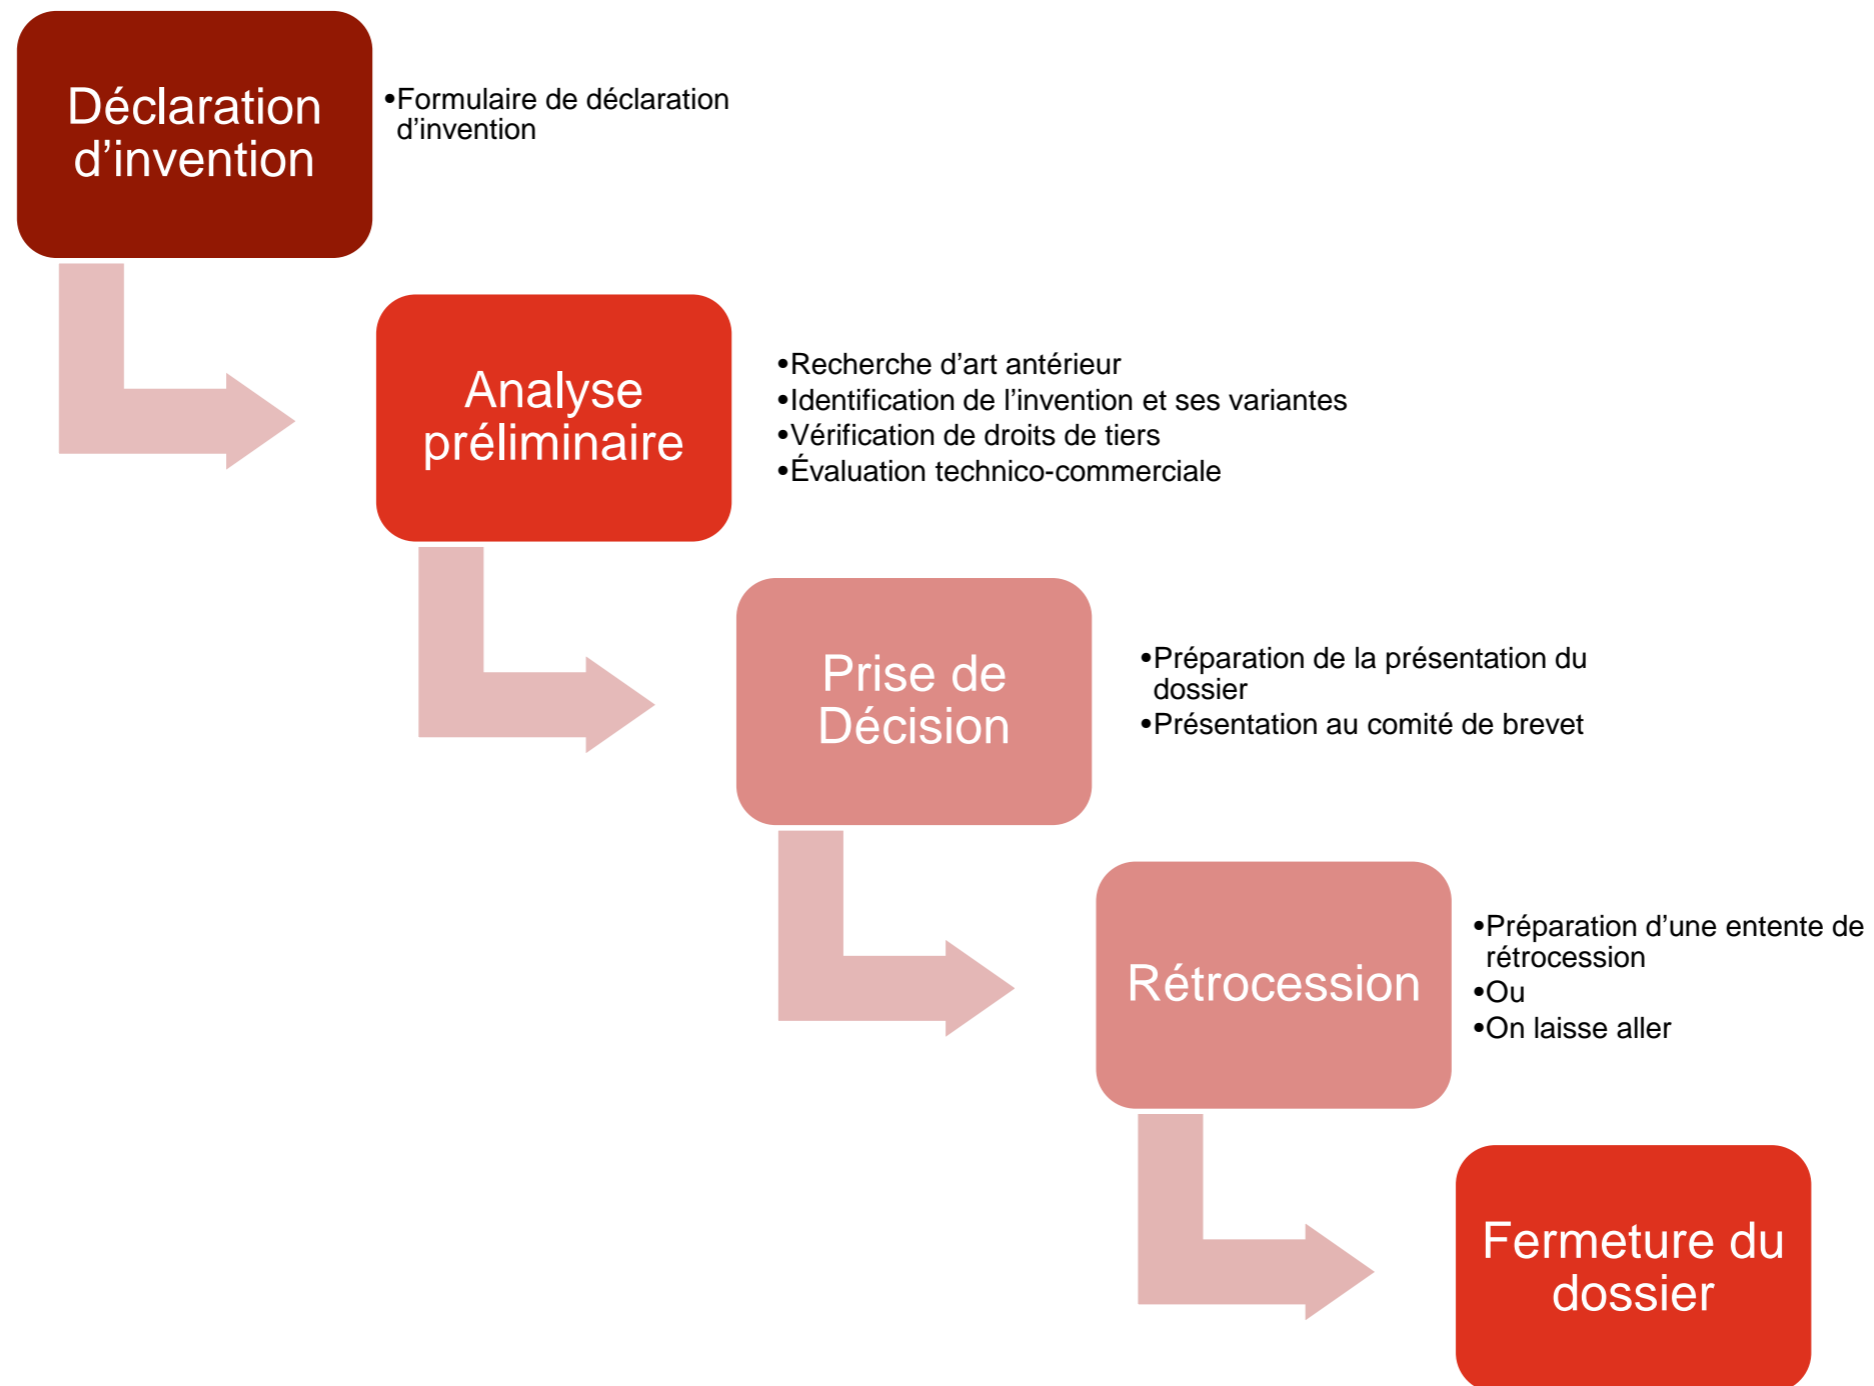 Déclaration
d’invention
•Formulaire de déclaration
d’invention
Analyse
préliminaire
•Recherche d’art antérieur
•Identification de l’invention et ses variantes
•Vérification de droits de tiers
•Évaluation technico-commerciale
Prise de
Décision
•Préparation de la présentation du
dossier
•Présentation au comité de brevet
Rétrocession
•Préparation d’une entente de
rétrocession
•Ou
•On laisse aller
Fermeture du
dossier